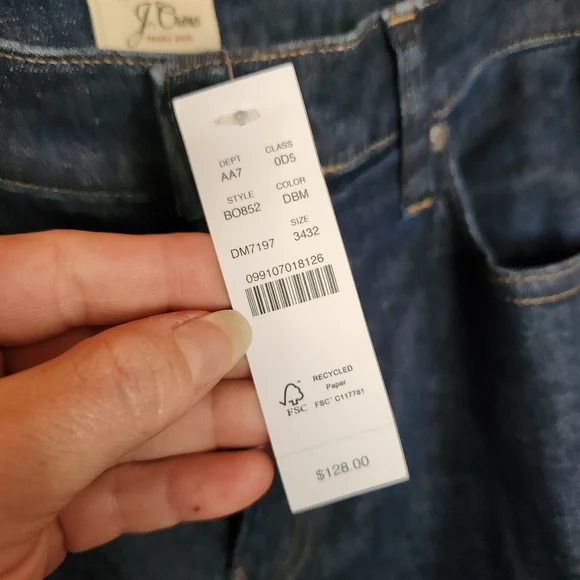 J.Crew
DEPT CLASS
AA7 0D5
STYLE COLOR
BO852 DBM
SIZE
DM7197 3432
099107018126
RECYCLED
Paper
FSC FSC® C117781
$128.00